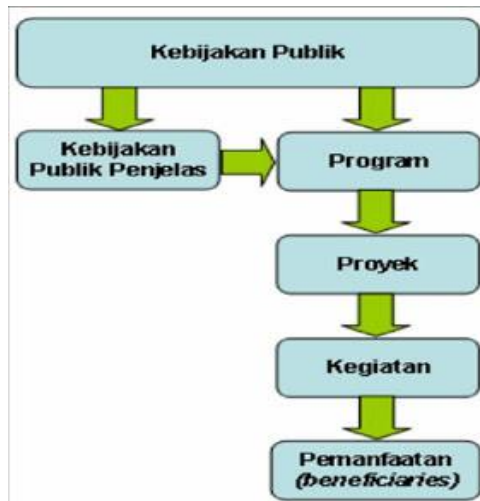 Kebijakan Publik
Kebijakan
Publik Penjelas
Program
Proyek
Kegiatan
Pemanfaatan
(beneficiaries)